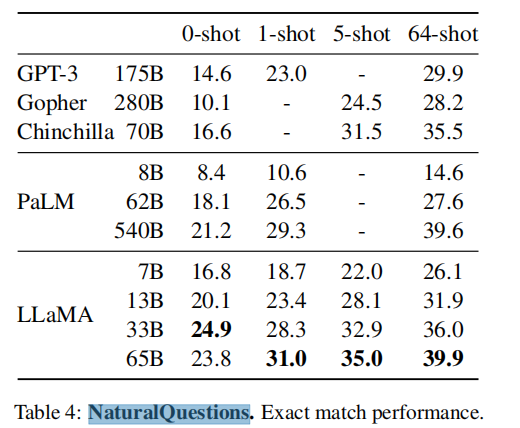 0-shot 1-shot 5-shot 64-shot
GPT-3 175B 14.6 23.0 - 29.9
Gopher 280B 10.1 - 24.5 28.2
Chinchilla 70B 16.6 - 31.5 35.5
8B 8.4 10.6 - 14.6
PaLM 62B 18.1 26.5 - 27.6
540B 21.2 29.3 - 39.6
7B 16.8 18.7 22.0 26.1
LLaMA
13B 20.1 23.4 28.1 31.9
33B 24.9 28.3 32.9 36.0
65B 23.8 31.0 35.0 39.9
Table 4: NaturalQuestions. Exact match performance.